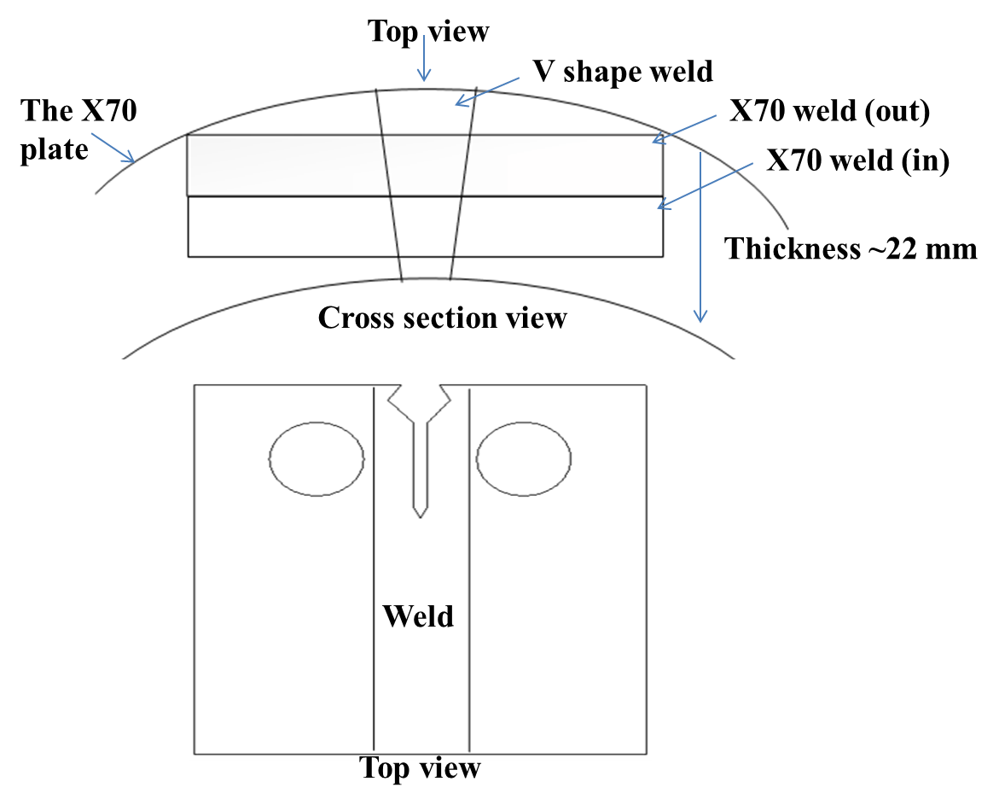 Top view
V shape weld
The X70
plate
X70 weld (out)
X70 weld (in)
Thickness ~22 mm
Cross section view
Weld
Top view